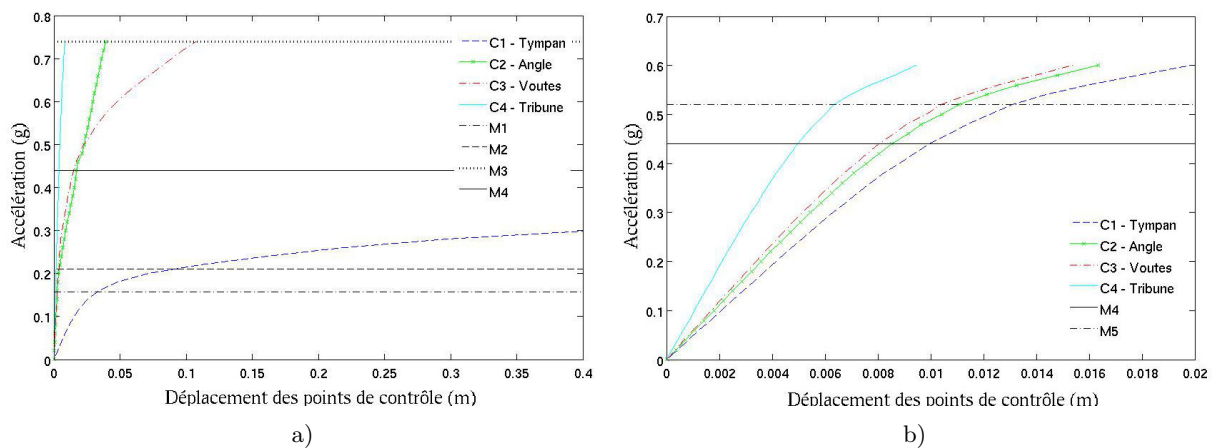 0.8
0.7
0.6
0.5
0.4
0.3
0.2
0.1
0
Accélération (g)
C1 - Tympan
C2 - Angle
C3 - Voutes
C4 - Tribune
M1
M2
M3
M4
0 0.05 0.1 0.15 0.2 0.25 0.3 0.35 0.4
Déplacement des points de contrôle (m)
a)
0.7
0.6
0.5
0.4
0.3
0.2
0.1
0
Accélération (g)
C1 - Tympan
C2 - Angle
C3 - Voutes
C4 - Tribune
M4
M5
0 0.002 0.004 0.006 0.008 0.01 0.012 0.014 0.016 0.018 0.02
Déplacement des points de contrôle (m)
b)